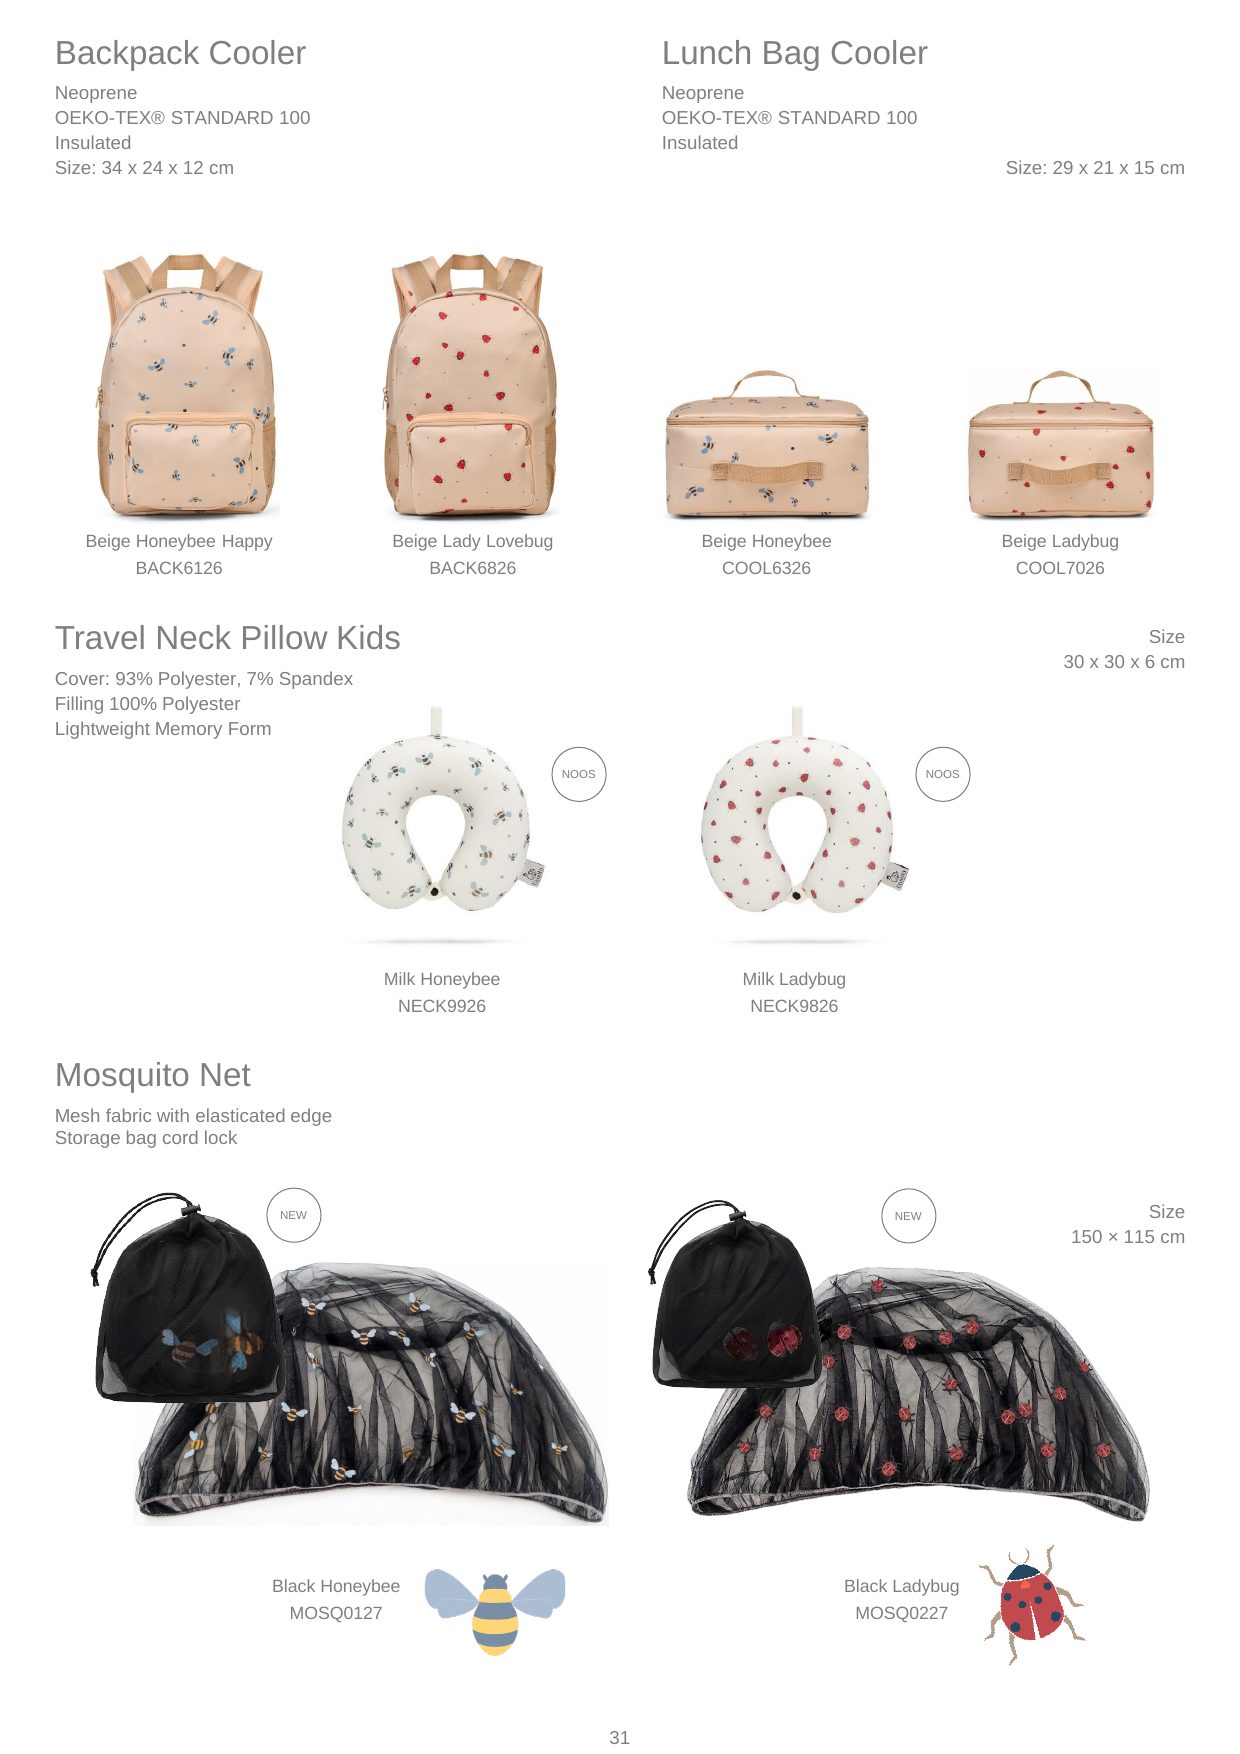 Backpack Cooler
Neoprene
OEKO-TEX® STANDARD 100
Insulated
Size: 34 x 24 x 12 cm
Lunch Bag Cooler
Neoprene
OEKO-TEX® STANDARD 100
Insulated
Size: 29 x 21 x 15 cm
Beige Honeybee Happy
BACK6126
Beige Lady Lovebug
BACK6826
Beige Honeybee
COOL6326
Beige Ladybug
COOL7026
Travel Neck Pillow Kids
Cover: 93% Polyester, 7% Spandex
Filling 100% Polyester
Lightweight Memory Form
Size
30 x 30 x 6 cm
NOOS
NOOS
Milk Honeybee
NECK9926
Milk Ladybug
NECK9826
Mosquito Net
Mesh fabric with elasticated edge
Storage bag cord lock
NEW
NEW
Size
150 × 115 cm
Black Honeybee
MOSQ0127
Black Ladybug
MOSQ0227
31